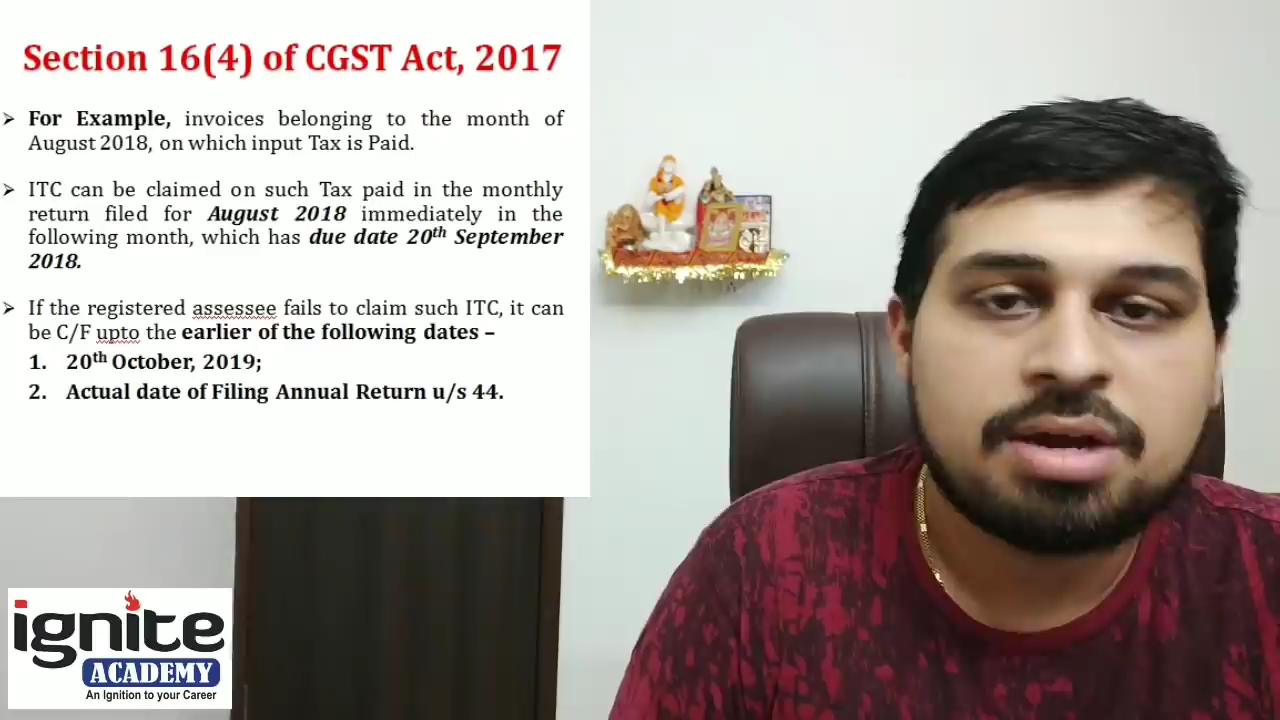 Section 16(4) of CGST Act, 2017
➢ For Example, invoices belonging to the month of
August 2018, on which input Tax is Paid.
➢ ITC can be claimed on such Tax paid in the monthly
return filed for August 2018 immediately in the
following month, which has due date 20th September
2018.
➢ If the registered assessee fails to claim such ITC, it can
be C/F upto the earlier of the following dates –
1. 20th October, 2019;
2. Actual date of Filing Annual Return u/s 44.
ignite
ACADEMY
An Ignition to your Career